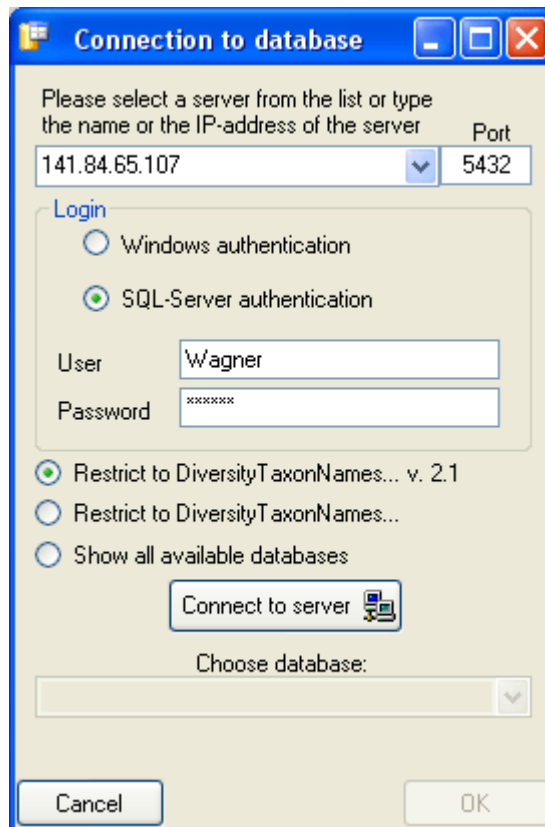 Connection to database
Please select a server from the list or type
the name or the IP-address of the server Port
141.84.65.107 5432
Login
Windows authentication
SQL-Server authentication
User Wagner
Password ××××××
Restrict to DiversityTaxonNames... v. 2.1
Restrict to DiversityTaxonNames...
Show all available databases
Connect to server
Choose database:
Cancel OK